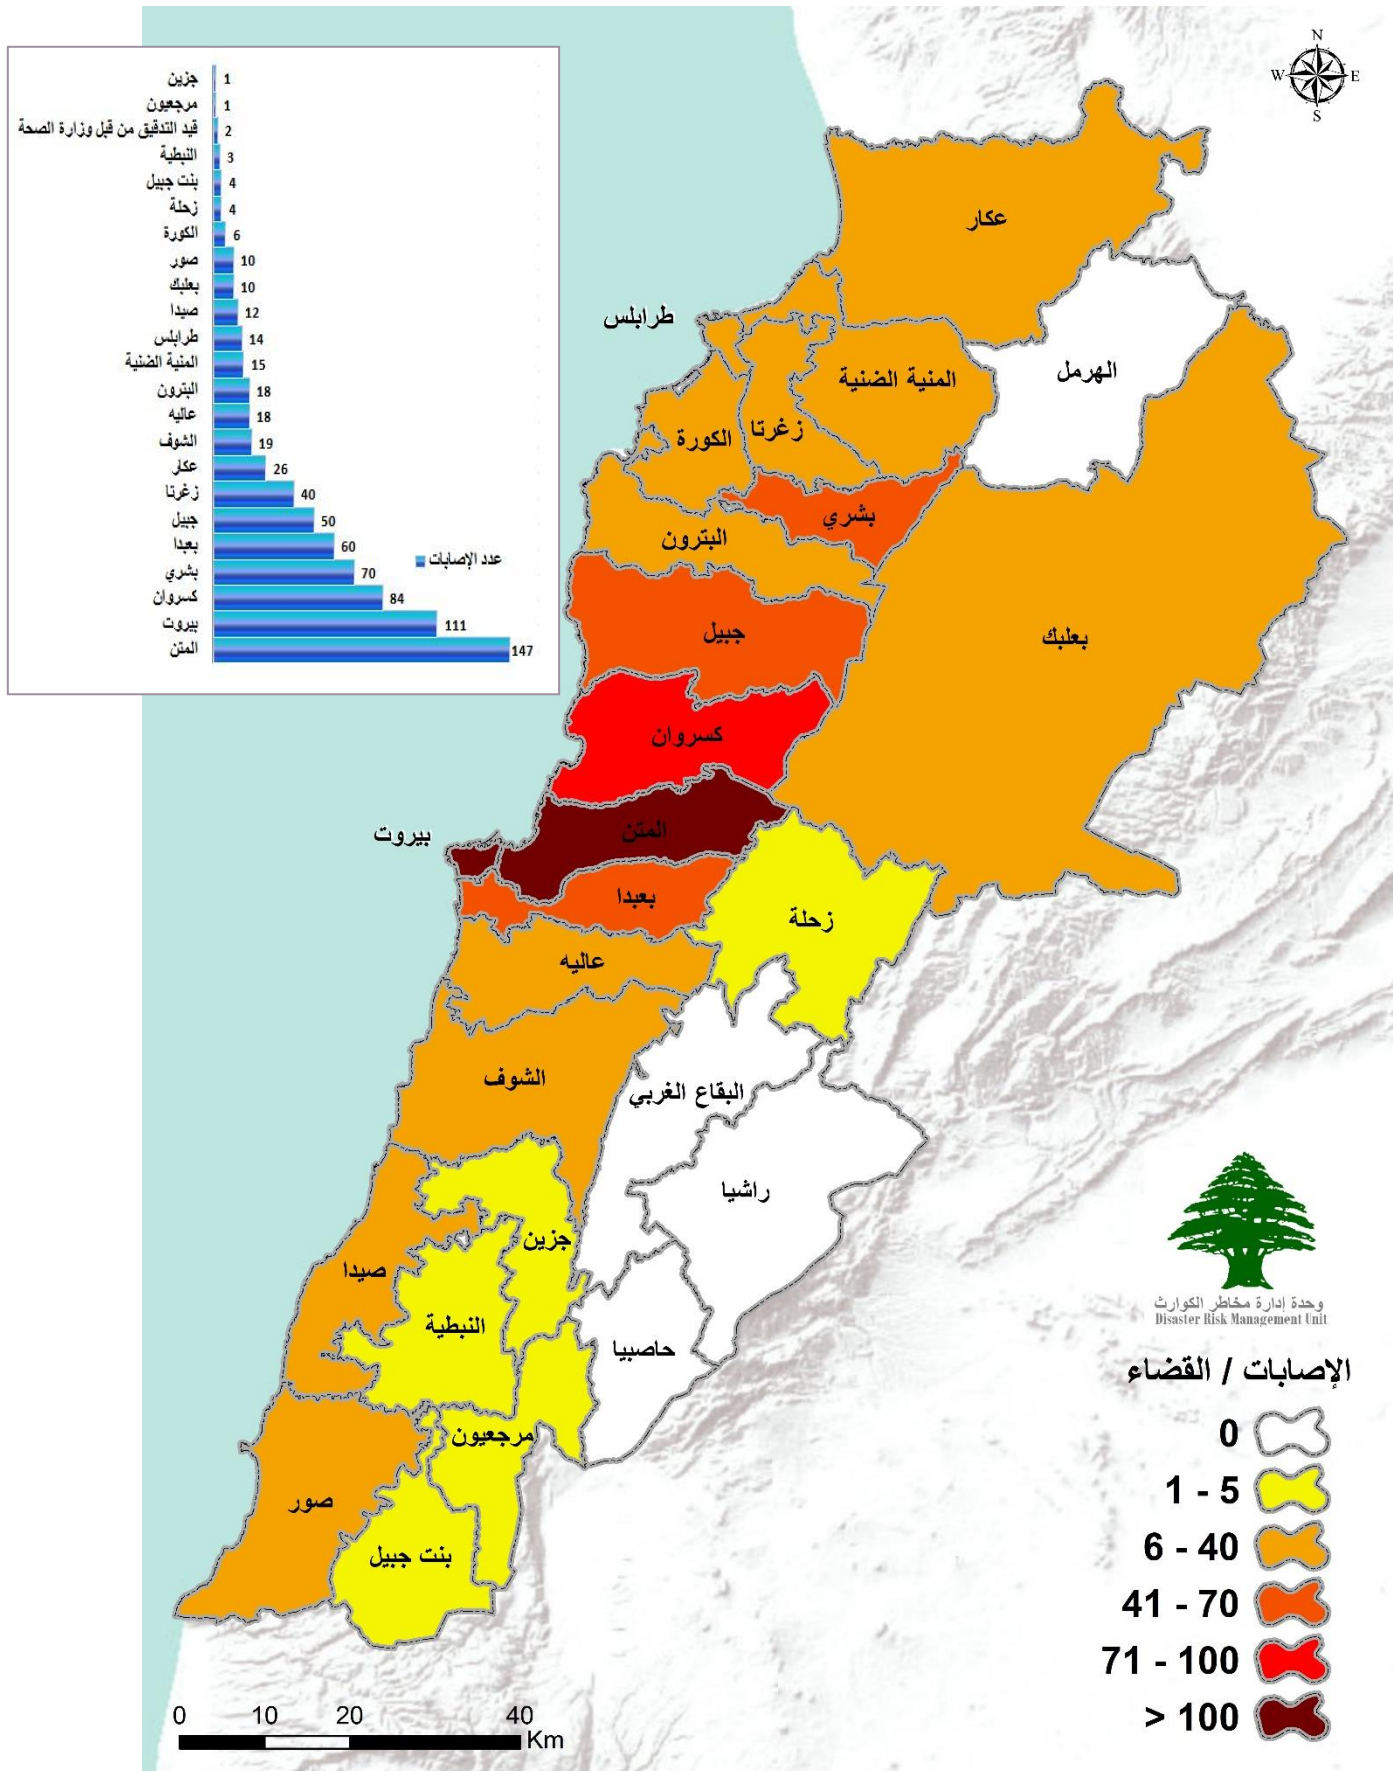 جزين 1
مرجعيون 1
قيد التدقيق من قبل وزارة الصحة 2
النبطية 3
بنت جبيل 4
زحلة 4
الكورة 6
صور 10
بعلبك 10
صيدا 12
طرابلس 14
المنية الضنية 15
البترون 18
عاليه 18
الشوف 19
عكار 26
زغرتا 40
جبيل 50
بعبدا 60
بشري 70
كسروان 84
بيروت 111
المتن 147
عدد الإصابات
N
W E
S
عكار
طرابلس
الهرمل
المنية الضنية
زغرتا
الكورة
بشري
البترون
جبيل
بعلبك
كسروان
المتن
بيروت
بعبدا
زحلة
عاليه
الشوف
البقاع الغربي
راشيا
جزين
صيدا
النبطية
حاصبيا
مرجعيون
صور
بنت جبيل
وحدة إدارة مخاطر الكوارث
Disaster Risk Management Unit
الإصابات / القضاء
0
1 - 5
6 - 40
41 - 70
71 - 100
> 100
0 10 20 40
Km